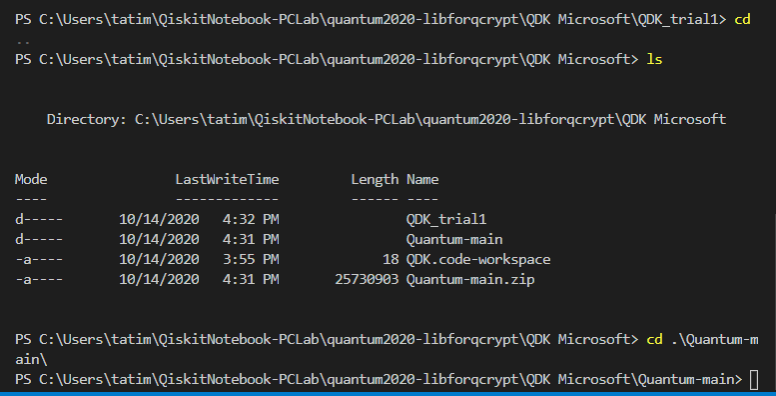 PS C:\Users\tatim\QiskitNotebook-PCLab\quantum2020-libforqcrypt\QDK Microsoft\QDK_trial1> cd
..
PS C:\Users\tatim\QiskitNotebook-PCLab\quantum2020-libforqcrypt\QDK Microsoft> ls
Directory: C:\Users\tatim\QiskitNotebook-PCLab\quantum2020-libforqcrypt\QDK Microsoft
Mode                 LastWriteTime         Length Name
----                 -------------         ------ ----
d-----        10/14/2020   4:32 PM                QDK_trial1
d-----        10/14/2020   4:31 PM                Quantum-main
-a----        10/14/2020   3:55 PM             18 QDK.code-workspace
-a----        10/14/2020   4:31 PM       25730903 Quantum-main.zip
PS C:\Users\tatim\QiskitNotebook-PCLab\quantum2020-libforqcrypt\QDK Microsoft> cd .\Quantum-m
ain\
PS C:\Users\tatim\QiskitNotebook-PCLab\quantum2020-libforqcrypt\QDK Microsoft\Quantum-main>